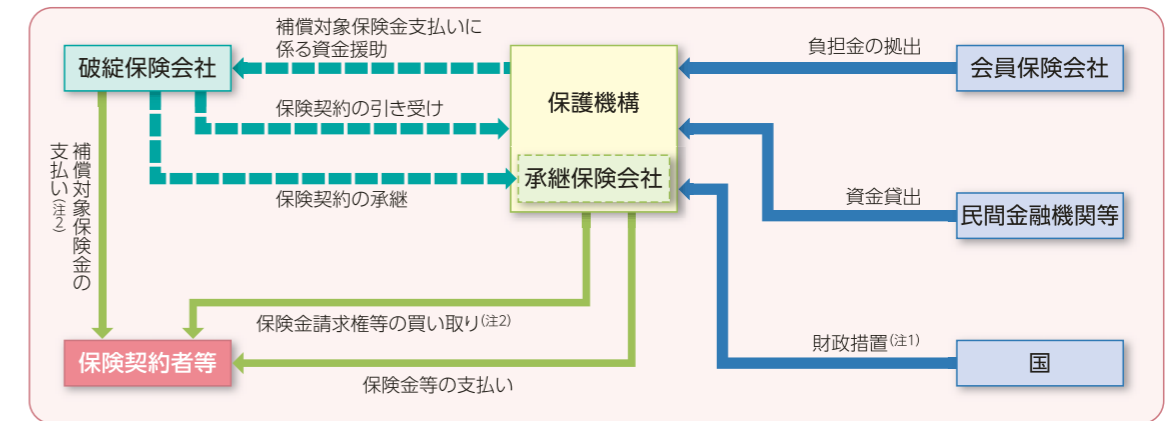 補償対象保険金支払いに
係る資金援助
負担金の拠出
破綻保険会社
会員保険会社
保護機構
保険契約の引き受け
補償対象保険金の
支払い(注2)
承継保険会社
保険契約の承継
資金貸出
民間金融機関等
保険金請求権等の買い取り(注2)
財政措置(注1)
保険契約者等
国
保険金等の支払い